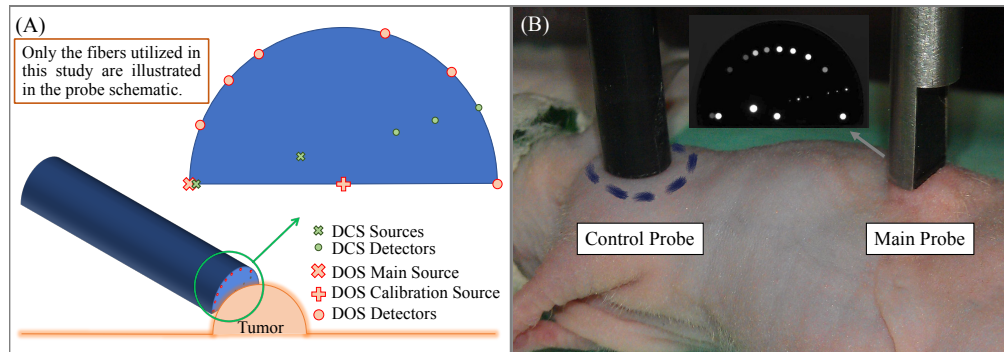 (A)
Only the fibers utilized in
this study are illustrated
in the probe schematic.
DCS Sources
DCS Detectors
DOS Main Source
DOS Calibration Source
DOS Detectors
Tumor
(B)
Control Probe
Main Probe